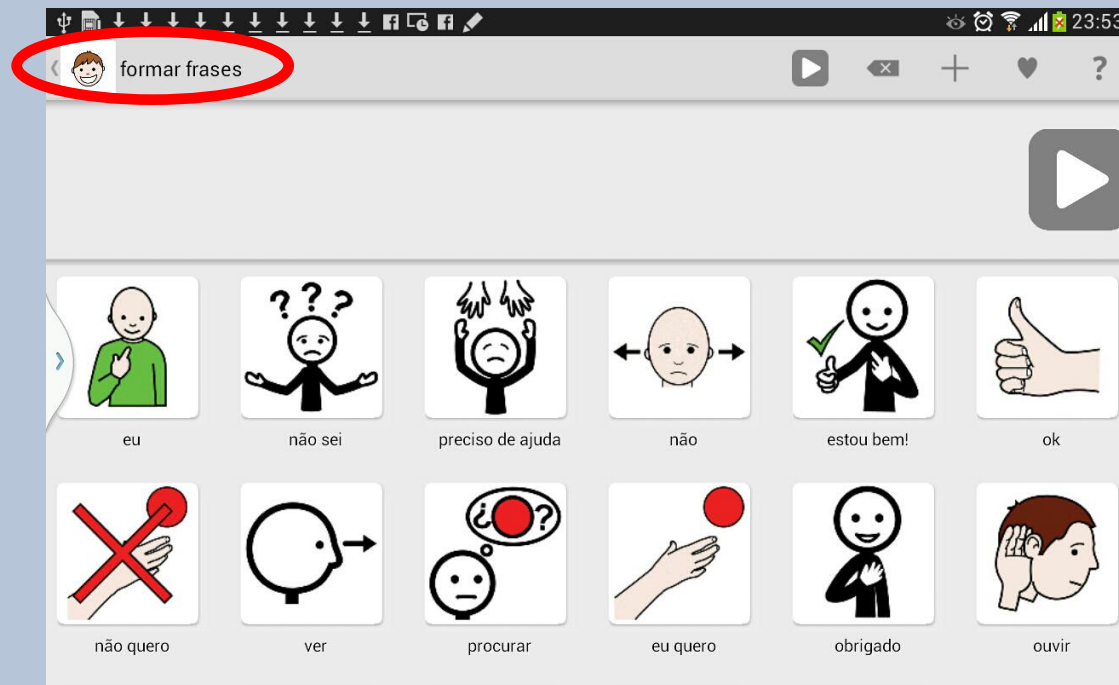 23:53
formar frases
?
? ? ?
eu
não sei
preciso de ajuda
não
estou bem!
ok
¿ ?
não quero
ver
procurar
eu quero
obrigado
ouvir